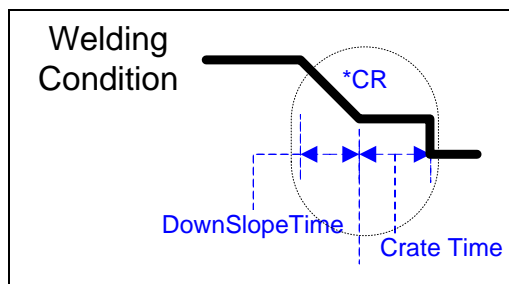 Welding
Condition
*CR
DownSlopeTime
Crate Time